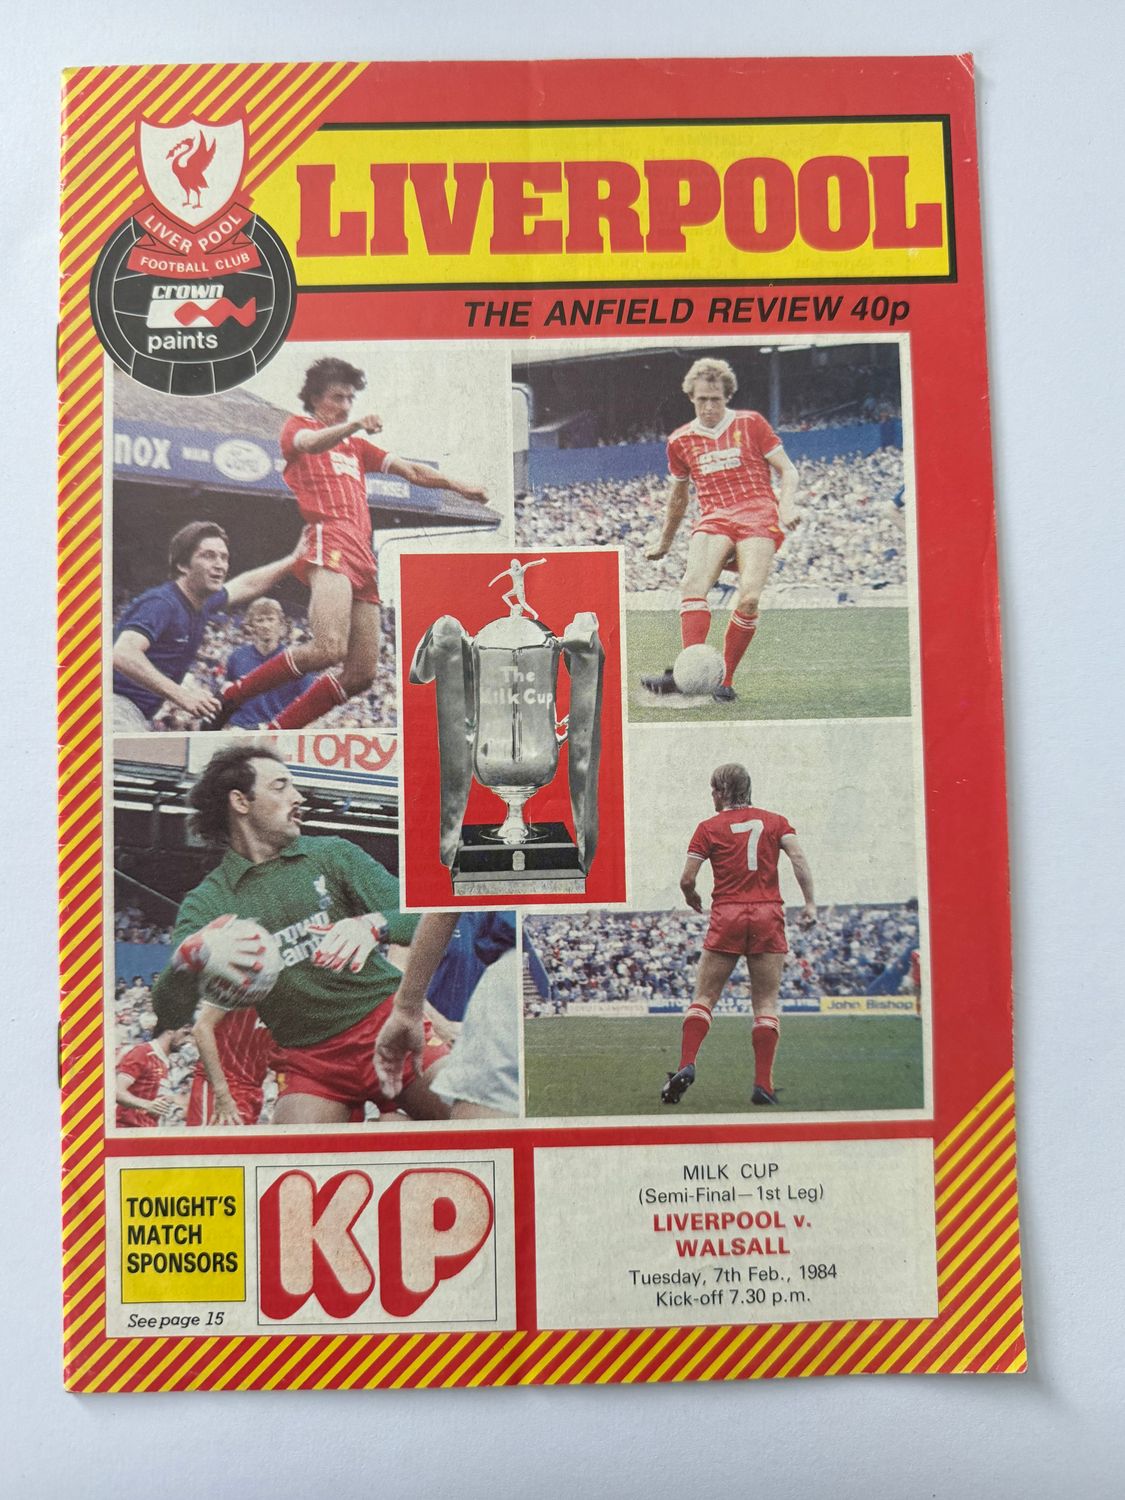 LIVERPOOL
LIVER POOL
FOOTBALL CLUB
crown
paints
THE ANFIELD REVIEW 40p
NOX
The
Milk Cup
CTORY
7
John Bishop
TONIGHT'S
MATCH
SPONSORS
See page 15
KP
MILK CUP
(Semi-Final—1st Leg)
LIVERPOOL v.
WALSALL
Tuesday, 7th Feb., 1984
Kick-off 7.30 p.m.